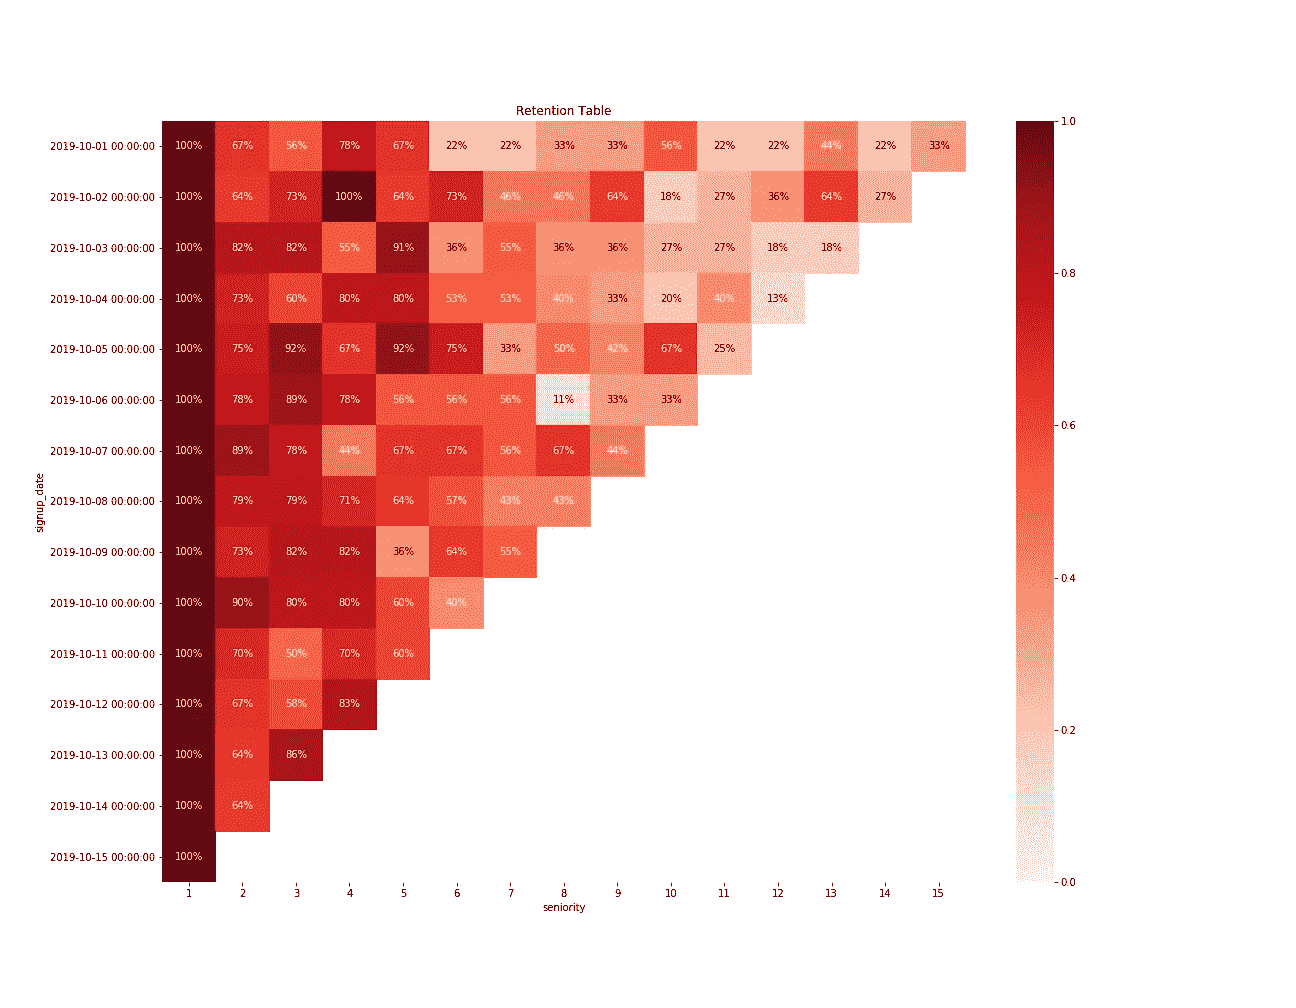 Retention Table
2019-10-01 00:00:00 100% 67% 56% 78% 67% 22% 22% 33% 33% 56% 22% 22% 44% 22% 33%
2019-10-02 00:00:00 100% 64% 73% 100% 64% 73% 46% 46% 64% 18% 27% 36% 64% 27%
2019-10-03 00:00:00 100% 82% 82% 55% 91% 36% 55% 36% 36% 27% 27% 18% 18%
2019-10-04 00:00:00 100% 73% 60% 80% 80% 53% 53% 40% 33% 20% 40% 13%
2019-10-05 00:00:00 100% 75% 92% 67% 92% 75% 33% 50% 42% 67% 25%
2019-10-06 00:00:00 100% 78% 89% 78% 56% 56% 56% 11% 33% 33%
2019-10-07 00:00:00 100% 89% 78% 44% 67% 67% 56% 67% 44%
2019-10-08 00:00:00 100% 79% 79% 71% 64% 57% 43% 43%
2019-10-09 00:00:00 100% 73% 82% 82% 36% 64% 55%
2019-10-10 00:00:00 100% 90% 80% 80% 60% 40%
2019-10-11 00:00:00 100% 70% 50% 70% 60%
2019-10-12 00:00:00 100% 67% 58% 83%
2019-10-13 00:00:00 100% 64% 86%
2019-10-14 00:00:00 100% 64%
2019-10-15 00:00:00 100%
signup_date
1 2 3 4 5 6 7 8 9 10 11 12 13 14 15
seniority
1.0
0.8
0.6
0.4
0.2
0.0